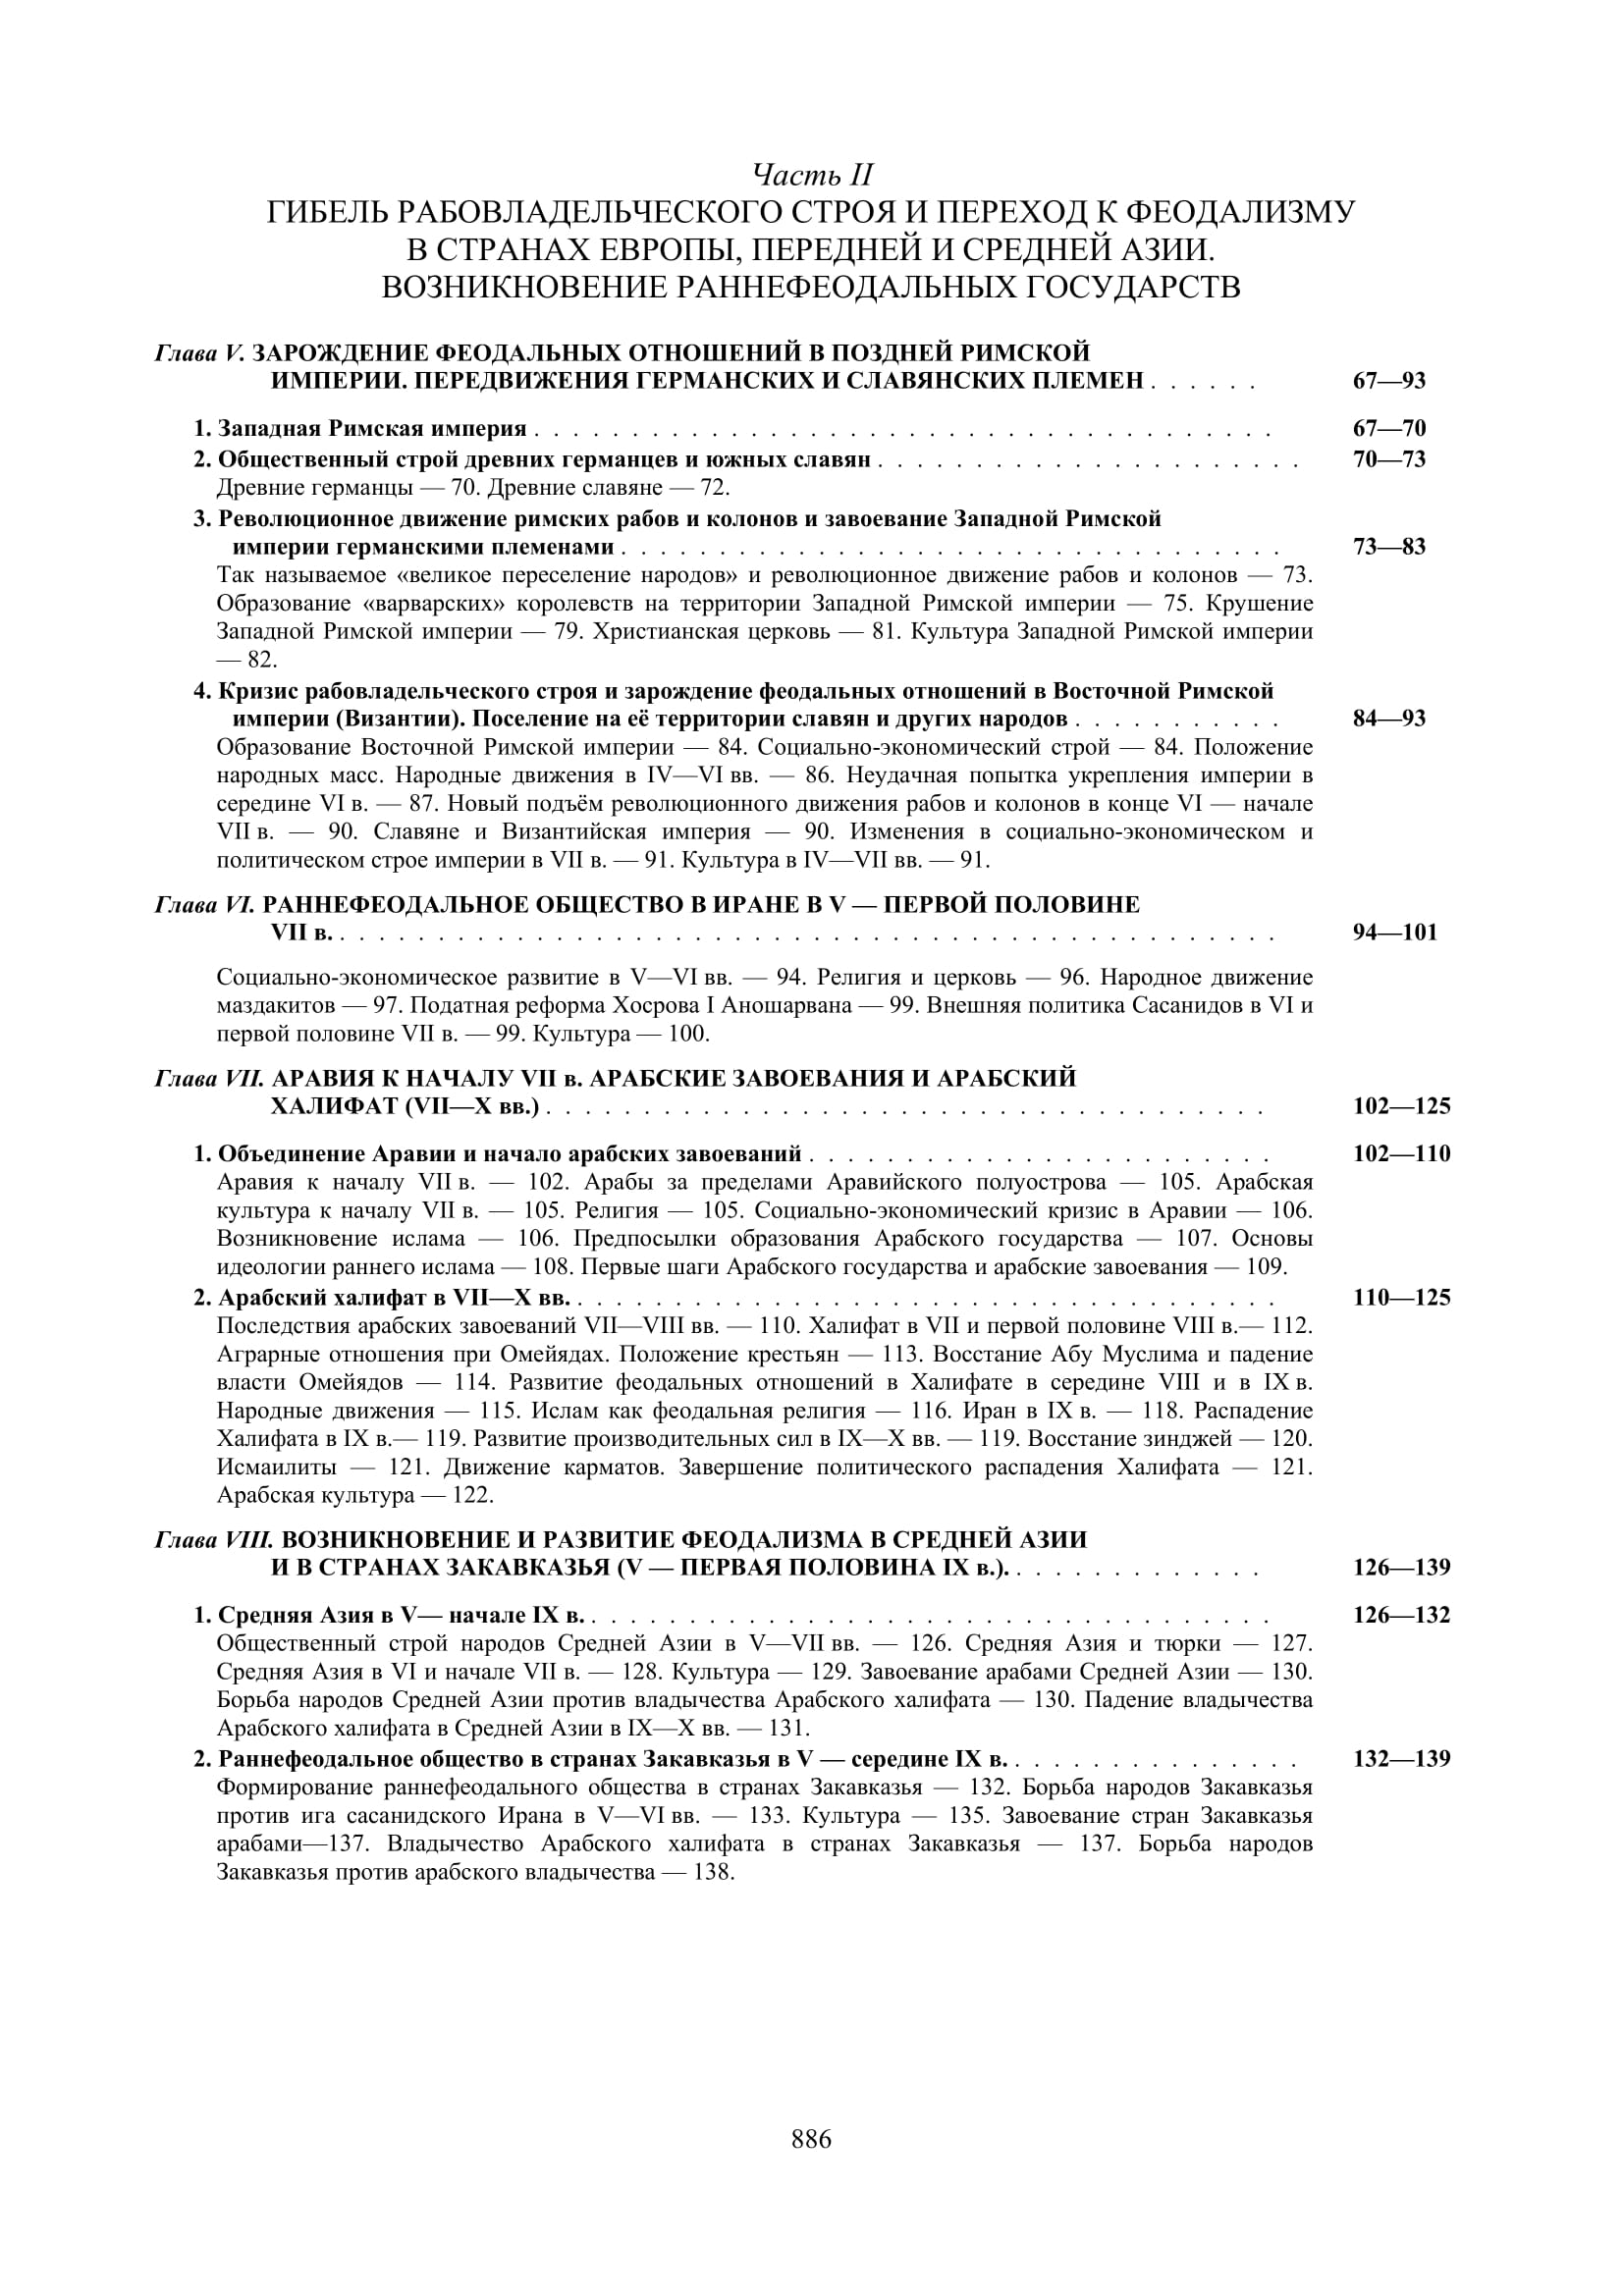 Часть II
ГИБЕЛЬ РАБОВЛАДЕЛЬЧЕСКОГО СТРОЯ И ПЕРЕХОД К ФЕОДАЛИЗМУ
В СТРАНАХ ЕВРОПЫ, ПЕРЕДНЕЙ И СРЕДНЕЙ АЗИИ.
ВОЗНИКНОВЕНИЕ РАННЕФЕОДАЛЬНЫХ ГОСУДАРСТВ
Глава V. ЗАРОЖДЕНИЕ ФЕОДАЛЬНЫХ ОТНОШЕНИЙ В ПОЗДНЕЙ РИМСКОЙ
ИМПЕРИИ. ПЕРЕДВИЖЕНИЯ ГЕРМАНСКИХ И СЛАВЯНСКИХ ПЛЕМЕН . . . . . . 67—93
1. Западная Римская империя . . . . . . . . . . . . . . . . . . . . . . . . . . . . . . . . . . . . . . 67—70
2. Общественный строй древних германцев и южных славян . . . . . . . . . . . . . . . . . . . . . . 70—73
Древние германцы — 70. Древние славяне — 72.
3. Революционное движение римских рабов и колонов и завоевание Западной Римской
империи германскими племенами . . . . . . . . . . . . . . . . . . . . . . . . . . . . . . . . . . 73—83
Так называемое «великое переселение народов» и революционное движение рабов и колонов — 73.
Образование «варварских» королевств на территории Западной Римской империи — 75. Крушение
Западной Римской империи — 79. Христианская церковь — 81. Культура Западной Римской империи
— 82.
4. Кризис рабовладельческого строя и зарождение феодальных отношений в Восточной Римской
империи (Византии). Поселение на её территории славян и других народов . . . . . . . . . . . 84—93
Образование Восточной Римской империи — 84. Социально-экономический строй — 84. Положение
народных масс. Народные движения в IV—VI вв. — 86. Неудачная попытка укрепления империи в
середине VI в. — 87. Новый подъём революционного движения рабов и колонов в конце VI — начале
VII в. — 90. Славяне и Византийская империя — 90. Изменения в социально-экономическом и
политическом строе империи в VII в. — 91. Культура в IV—VII вв. — 91.
Глава VI. РАННЕФЕОДАЛЬНОЕ ОБЩЕСТВО В ИРАНЕ В V — ПЕРВОЙ ПОЛОВИНЕ
VII в. . . . . . . . . . . . . . . . . . . . . . . . . . . . . . . . . . . . . . . . . . . . . . . . . 94—101
Социально-экономическое развитие в V—VI вв. — 94. Религия и церковь — 96. Народное движение
маздакитов — 97. Податная реформа Хосрова I Аношарвана — 99. Внешняя политика Сасанидов в VI и
первой половине VII в. — 99. Культура — 100.
Глава VII. АРАВИЯ К НАЧАЛУ VII в. АРАБСКИЕ ЗАВОЕВАНИЯ И АРАБСКИЙ
ХАЛИФАТ (VII—X вв.) . . . . . . . . . . . . . . . . . . . . . . . . . . . . . . . . . . . . . 102—125
1. Объединение Аравии и начало арабских завоеваний . . . . . . . . . . . . . . . . . . . . . . . . 102—110
Аравия к началу VII в. — 102. Арабы за пределами Аравийского полуострова — 105. Арабская
культура к началу VII в. — 105. Религия — 105. Социально-экономический кризис в Аравии — 106.
Возникновение ислама — 106. Предпосылки образования Арабского государства — 107. Основы
идеологии раннего ислама — 108. Первые шаги Арабского государства и арабские завоевания — 109.
2. Арабский халифат в VII—X вв. . . . . . . . . . . . . . . . . . . . . . . . . . . . . . . . . . . . . 110—125
Последствия арабских завоеваний VII—VIII вв. — 110. Халифат в VII и первой половине VIII в.— 112.
Аграрные отношения при Омейядах. Положение крестьян — 113. Восстание Абу Муслима и падение
власти Омейядов — 114. Развитие феодальных отношений в Халифате в середине VIII и в IX в.
Народные движения — 115. Ислам как феодальная религия — 116. Иран в IX в. — 118. Распадение
Халифата в IX в.— 119. Развитие производительных сил в IX—X вв. — 119. Восстание зинджей — 120.
Исмаилиты — 121. Движение карматов. Завершение политического распадения Халифата — 121.
Арабская культура — 122.
Глава VIII. ВОЗНИКНОВЕНИЕ И РАЗВИТИЕ ФЕОДАЛИЗМА В СРЕДНЕЙ АЗИИ
И В СТРАНАХ ЗАКАВКАЗЬЯ (V — ПЕРВАЯ ПОЛОВИНА IX в.). . . . . . . . . . . . . . 126—139
1. Средняя Азия в V— начале IX в. . . . . . . . . . . . . . . . . . . . . . . . . . . . . . . . . . . . 126—132
Общественный строй народов Средней Азии в V—VII вв. — 126. Средняя Азия и тюрки — 127.
Средняя Азия в VI и начале VII в. — 128. Культура — 129. Завоевание арабами Средней Азии — 130.
Борьба народов Средней Азии против владычества Арабского халифата — 130. Падение владычества
Арабского халифата в Средней Азии в IX—X вв. — 131.
2. Раннефеодальное общество в странах Закавказья в V — середине IX в. . . . . . . . . . . . . . . . 132—139
Формирование раннефеодального общества в странах Закавказья — 132. Борьба народов Закавказья
против ига сасанидского Ирана в V—VI вв. — 133. Культура — 135. Завоевание стран Закавказья
арабами—137. Владычество Арабского халифата в странах Закавказья — 137. Борьба народов
Закавказья против арабского владычества — 138.
886